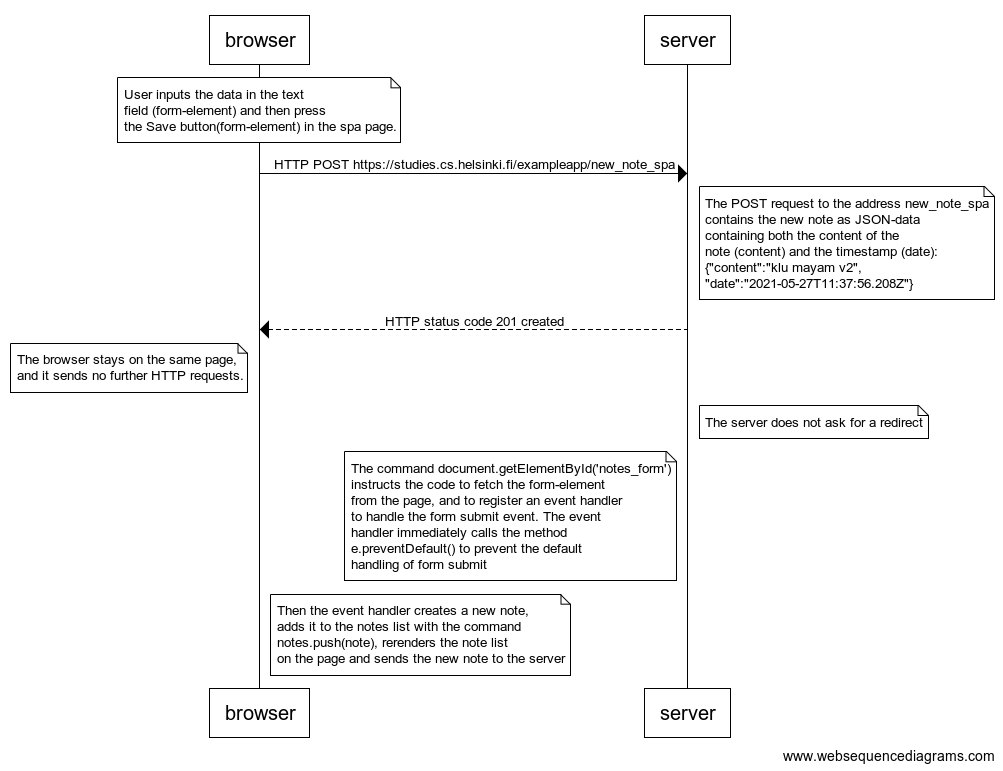 browser
server
User inputs the data in the text
field (form-element) and then press
the Save button(form-element) in the spa page.
HTTP POST https://studies.cs.helsinki.fi/exampleapp/new_note_spa
The POST request to the address new_note_spa
contains the new note as JSON-data
containing both the content of the
note (content) and the timestamp (date):
{"content":"klu mayam v2",
"date":"2021-05-27T11:37:56.208Z"}
HTTP status code 201 created
The browser stays on the same page,
and it sends no further HTTP requests.
The server does not ask for a redirect
The command document.getElementById('notes_form')
instructs the code to fetch the form-element
from the page, and to register an event handler
to handle the form submit event. The event
handler immediately calls the method
e.preventDefault() to prevent the default
handling of form submit
Then the event handler creates a new note,
adds it to the notes list with the command
notes.push(note), rerenders the note list
on the page and sends the new note to the server
browser
server
www.websequencediagrams.com